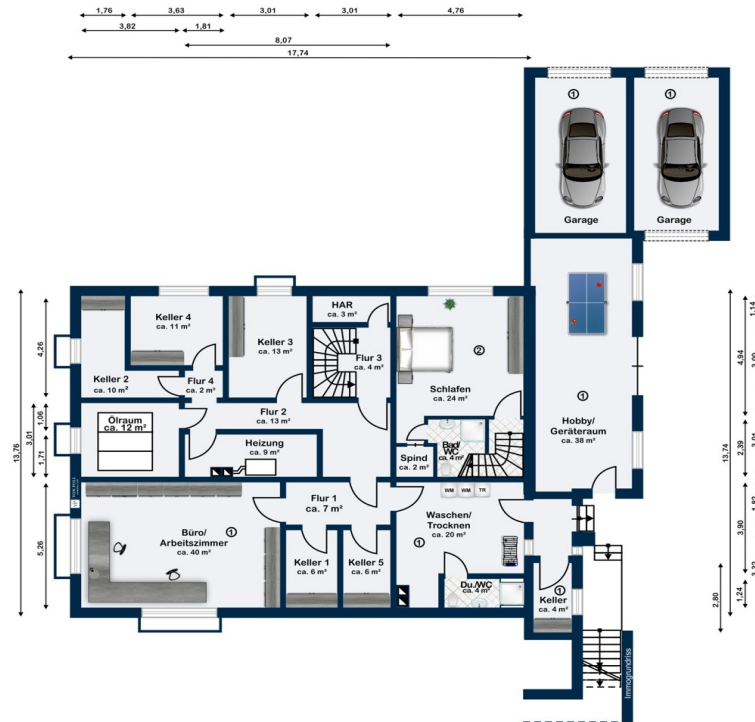 1,76
3,63
3,01
3,01
4,76
3,82
1,81
8,07
17,74
①
①
Garage
Garage
HAR
ca. 3 m²
Keller 4
ca. 11 m²
Keller 3
ca. 13 m²
Flur 3
ca. 4 m²
②
Keller 2
ca. 10 m²
Flur 4
ca. 2 m²
Schlafen
ca. 24 m²
①
Hobby/
Geräteraum
ca. 38 m²
Ölraum
ca. 12 m²
Flur 2
ca. 13 m²
Heizung
ca. 9 m²
Bad/
WC
ca. 4 m²
Spind
ca. 2 m²
Flur 1
ca. 7 m²
WM
WM
TR
Waschen/
Trocknen
ca. 20 m²
①
Büro/
Arbeitszimmer
ca. 40 m²
①
Keller 1
ca. 6 m²
Keller 5
ca. 6 m²
Du./WC
ca. 4 m²
①
Keller
ca. 4 m²
Immogrundriss
13,76
4,26
1,06
3,01
1,71
5,26
13,74
4,94
2,39
3,90
2,80
1,24
1,14